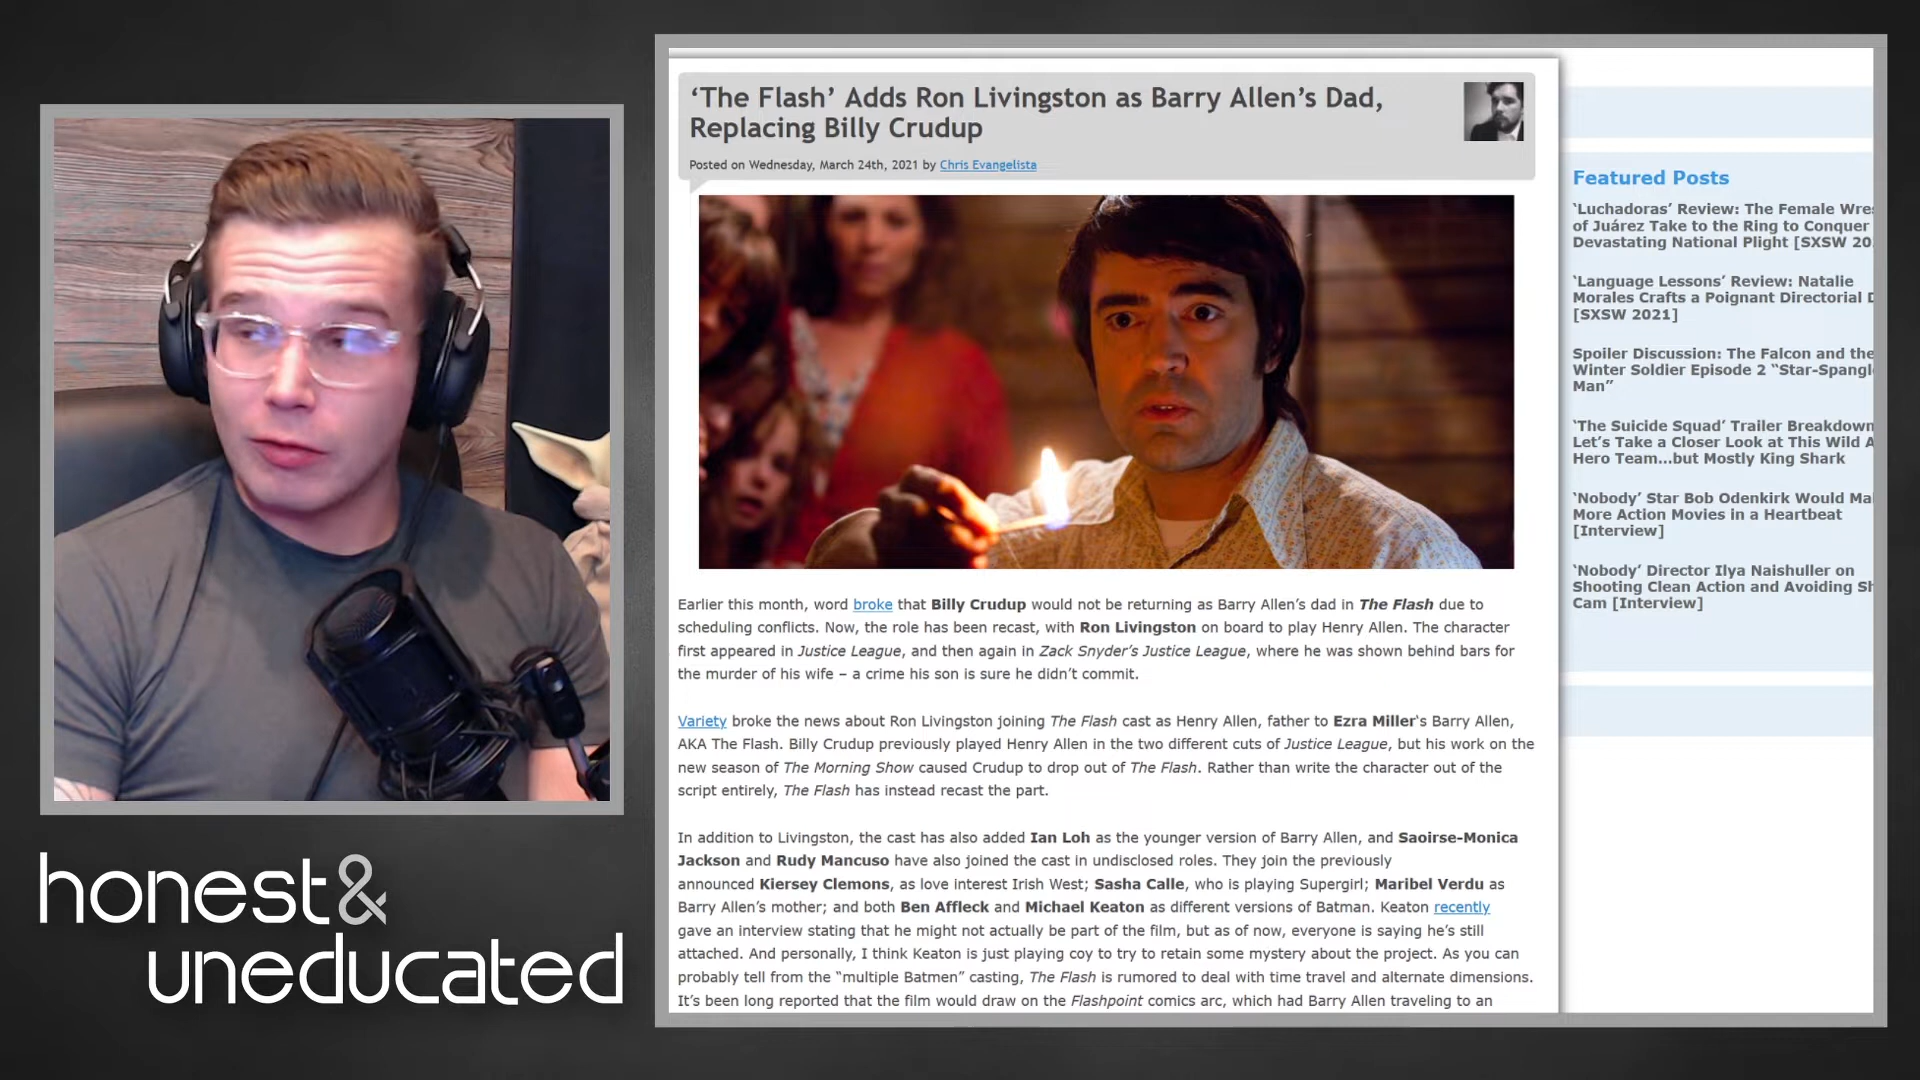 ‘The Flash’ Adds Ron Livingston as Barry Allen’s Dad,
Replacing Billy Crudup
Posted on Wednesday, March 24th, 2021 by Chris Evangelista
Earlier this month, word broke that Billy Crudup would not be returning as Barry Allen’s dad in The Flash due to
scheduling conflicts. Now, the role has been recast, with Ron Livingston on board to play Henry Allen. The character
first appeared in Justice League, and then again in Zack Snyder’s Justice League, where he was shown behind bars for
the murder of his wife – a crime his son is sure he didn’t commit.
Variety broke the news about Ron Livingston joining The Flash cast as Henry Allen, father to Ezra Miller‘s Barry Allen,
AKA The Flash. Billy Crudup previously played Henry Allen in the two different cuts of Justice League, but his work on the
new season of The Morning Show caused Crudup to drop out of The Flash. Rather than write the character out of the
script entirely, The Flash has instead recast the part.
In addition to Livingston, the cast has also added Ian Loh as the younger version of Barry Allen, and Saoirse-Monica
Jackson and Rudy Mancuso have also joined the cast in undisclosed roles. They join the previously
announced Kiersey Clemons, as love interest Irish West; Sasha Calle, who is playing Supergirl; Maribel Verdu as
Barry Allen’s mother; and both Ben Affleck and Michael Keaton as different versions of Batman. Keaton recently
gave an interview stating that he might not actually be part of the film, but as of now, everyone is saying he’s still
attached. And personally, I think Keaton is just playing coy to try to retain some mystery about the project. As you can
probably tell from the “multiple Batmen” casting, The Flash is rumored to deal with time travel and alternate dimensions.
It’s been long reported that the film would draw on the Flashpoint comics arc, which had Barry Allen traveling to an
Featured Posts
‘Luchadoras’ Review: The Female Wres
of Juárez Take to the Ring to Conquer
Devastating National Plight [SXSW 20
‘Language Lessons’ Review: Natalie
Morales Crafts a Poignant Directorial D
[SXSW 2021]
Spoiler Discussion: The Falcon and the
Winter Soldier Episode 2 “Star-Spangl
Man”
‘The Suicide Squad’ Trailer Breakdown
Let’s Take a Closer Look at This Wild A
Hero Team…but Mostly King Shark
‘Nobody’ Star Bob Odenkirk Would Ma
More Action Movies in a Heartbeat
[Interview]
‘Nobody’ Director Ilya Naishuller on
Shooting Clean Action and Avoiding Sh
Cam [Interview]
honest&
uneducated